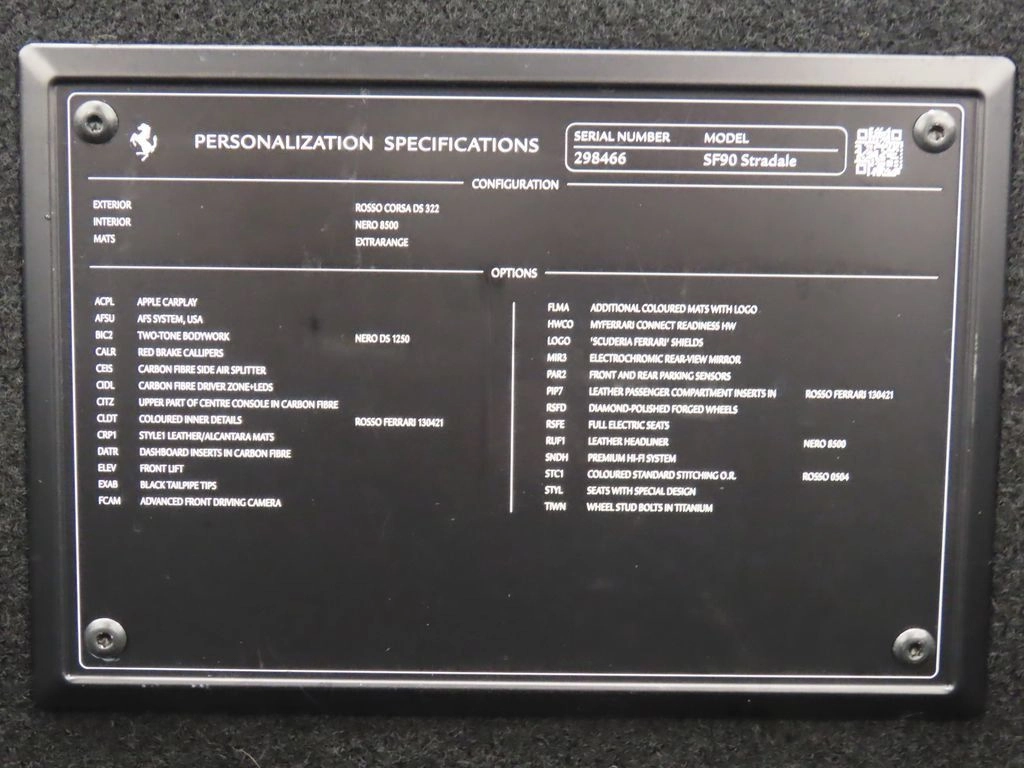 PERSONALIZATION SPECIFICATIONS
SERIAL NUMBER MODEL
298466 SF90 Stradale
CONFIGURATION
EXTERIOR ROSSO CORSA DS 322
INTERIOR NERO 8500
MATS EXTRARANGE
OPTIONS
ACPL APPLE CARPLAY
AFSU AFS SYSTEM, USA
BIC2 TWO-TONE BODYWORK NERO DS 1250
CALR RED BRAKE CALLIPERS
CEIS CARBON FIBRE SIDE AIR SPLITTER
CIDL CARBON FIBRE DRIVER ZONE+LEDS
CITZ UPPER PART OF CENTRE CONSOLE IN CARBON FIBRE
CLDT COLOURED INNER DETAILS ROSSO FERRARI 130421
CRP1 STYLE1 LEATHER/ALCANTARA MATS
DATR DASHBOARD INSERTS IN CARBON FIBRE
ELEV FRONT LIFT
EXAB BLACK TAILPIPE TIPS
FCAM ADVANCED FRONT DRIVING CAMERA
FLMA ADDITIONAL COLOURED MATS WITH LOGO
HWCO MYFERRARI CONNECT READINESS HW
LOGO 'SCUDERIA FERRARI' SHIELDS
MIR3 ELECTROCHROMIC REAR-VIEW MIRROR
PAR2 FRONT AND REAR PARKING SENSORS
PIP7 LEATHER PASSENGER COMPARTMENT INSERTS IN ROSSO FERRARI 130421
RSFD DIAMOND-POLISHED FORGED WHEELS
RSFE FULL ELECTRIC SEATS
RUF1 LEATHER HEADLINER NERO 8500
SNDH PREMIUM HI-FI SYSTEM
STC1 COLOURED STANDARD STITCHING O.R. ROSSO 0504
STYL SEATS WITH SPECIAL DESIGN
TIWN WHEEL STUD BOLTS IN TITANIUM